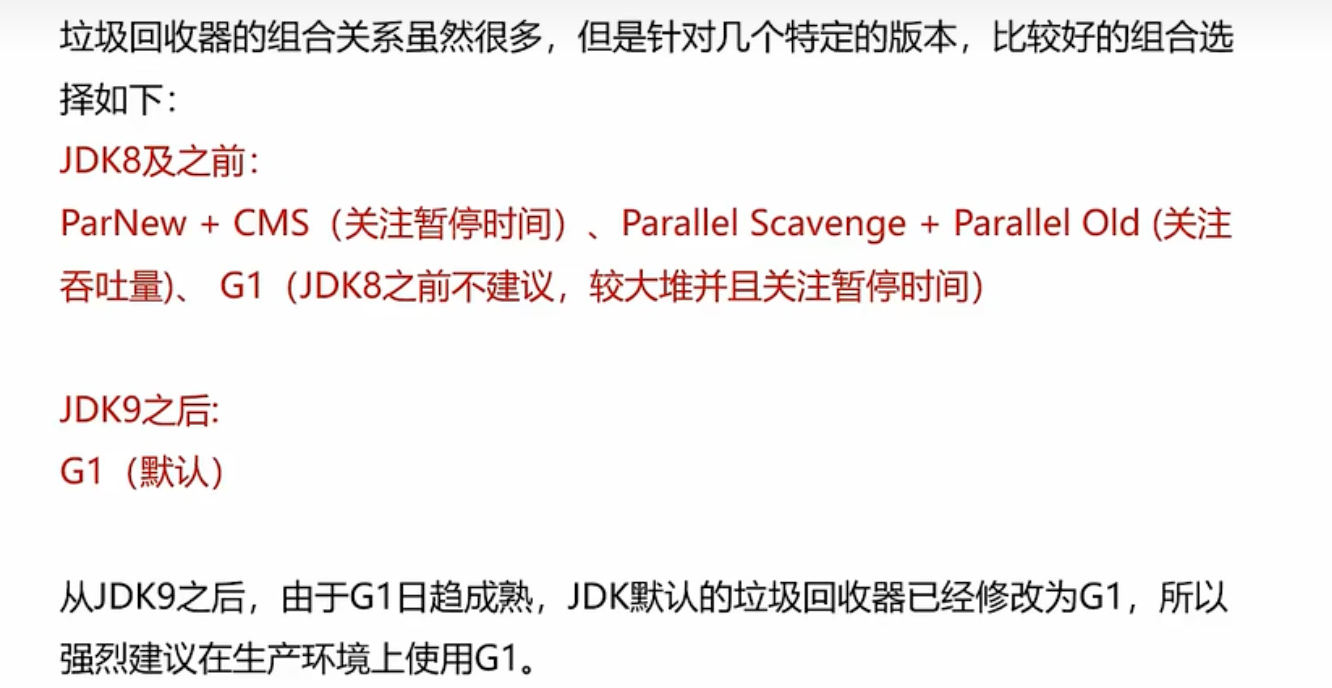 垃圾回收器的组合关系虽然很多，但是针对几个特定的版本，比较好的组合选
择如下：
JDK8及之前：
ParNew + CMS（关注暂停时间）、Parallel Scavenge + Parallel Old (关注
吞吐量)、 G1（JDK8之前不建议，较大堆并且关注暂停时间）
JDK9之后:
G1（默认）
从JDK9之后，由于G1日趋成熟，JDK默认的垃圾回收器已经修改为G1，所以
强烈建议在生产环境上使用G1。